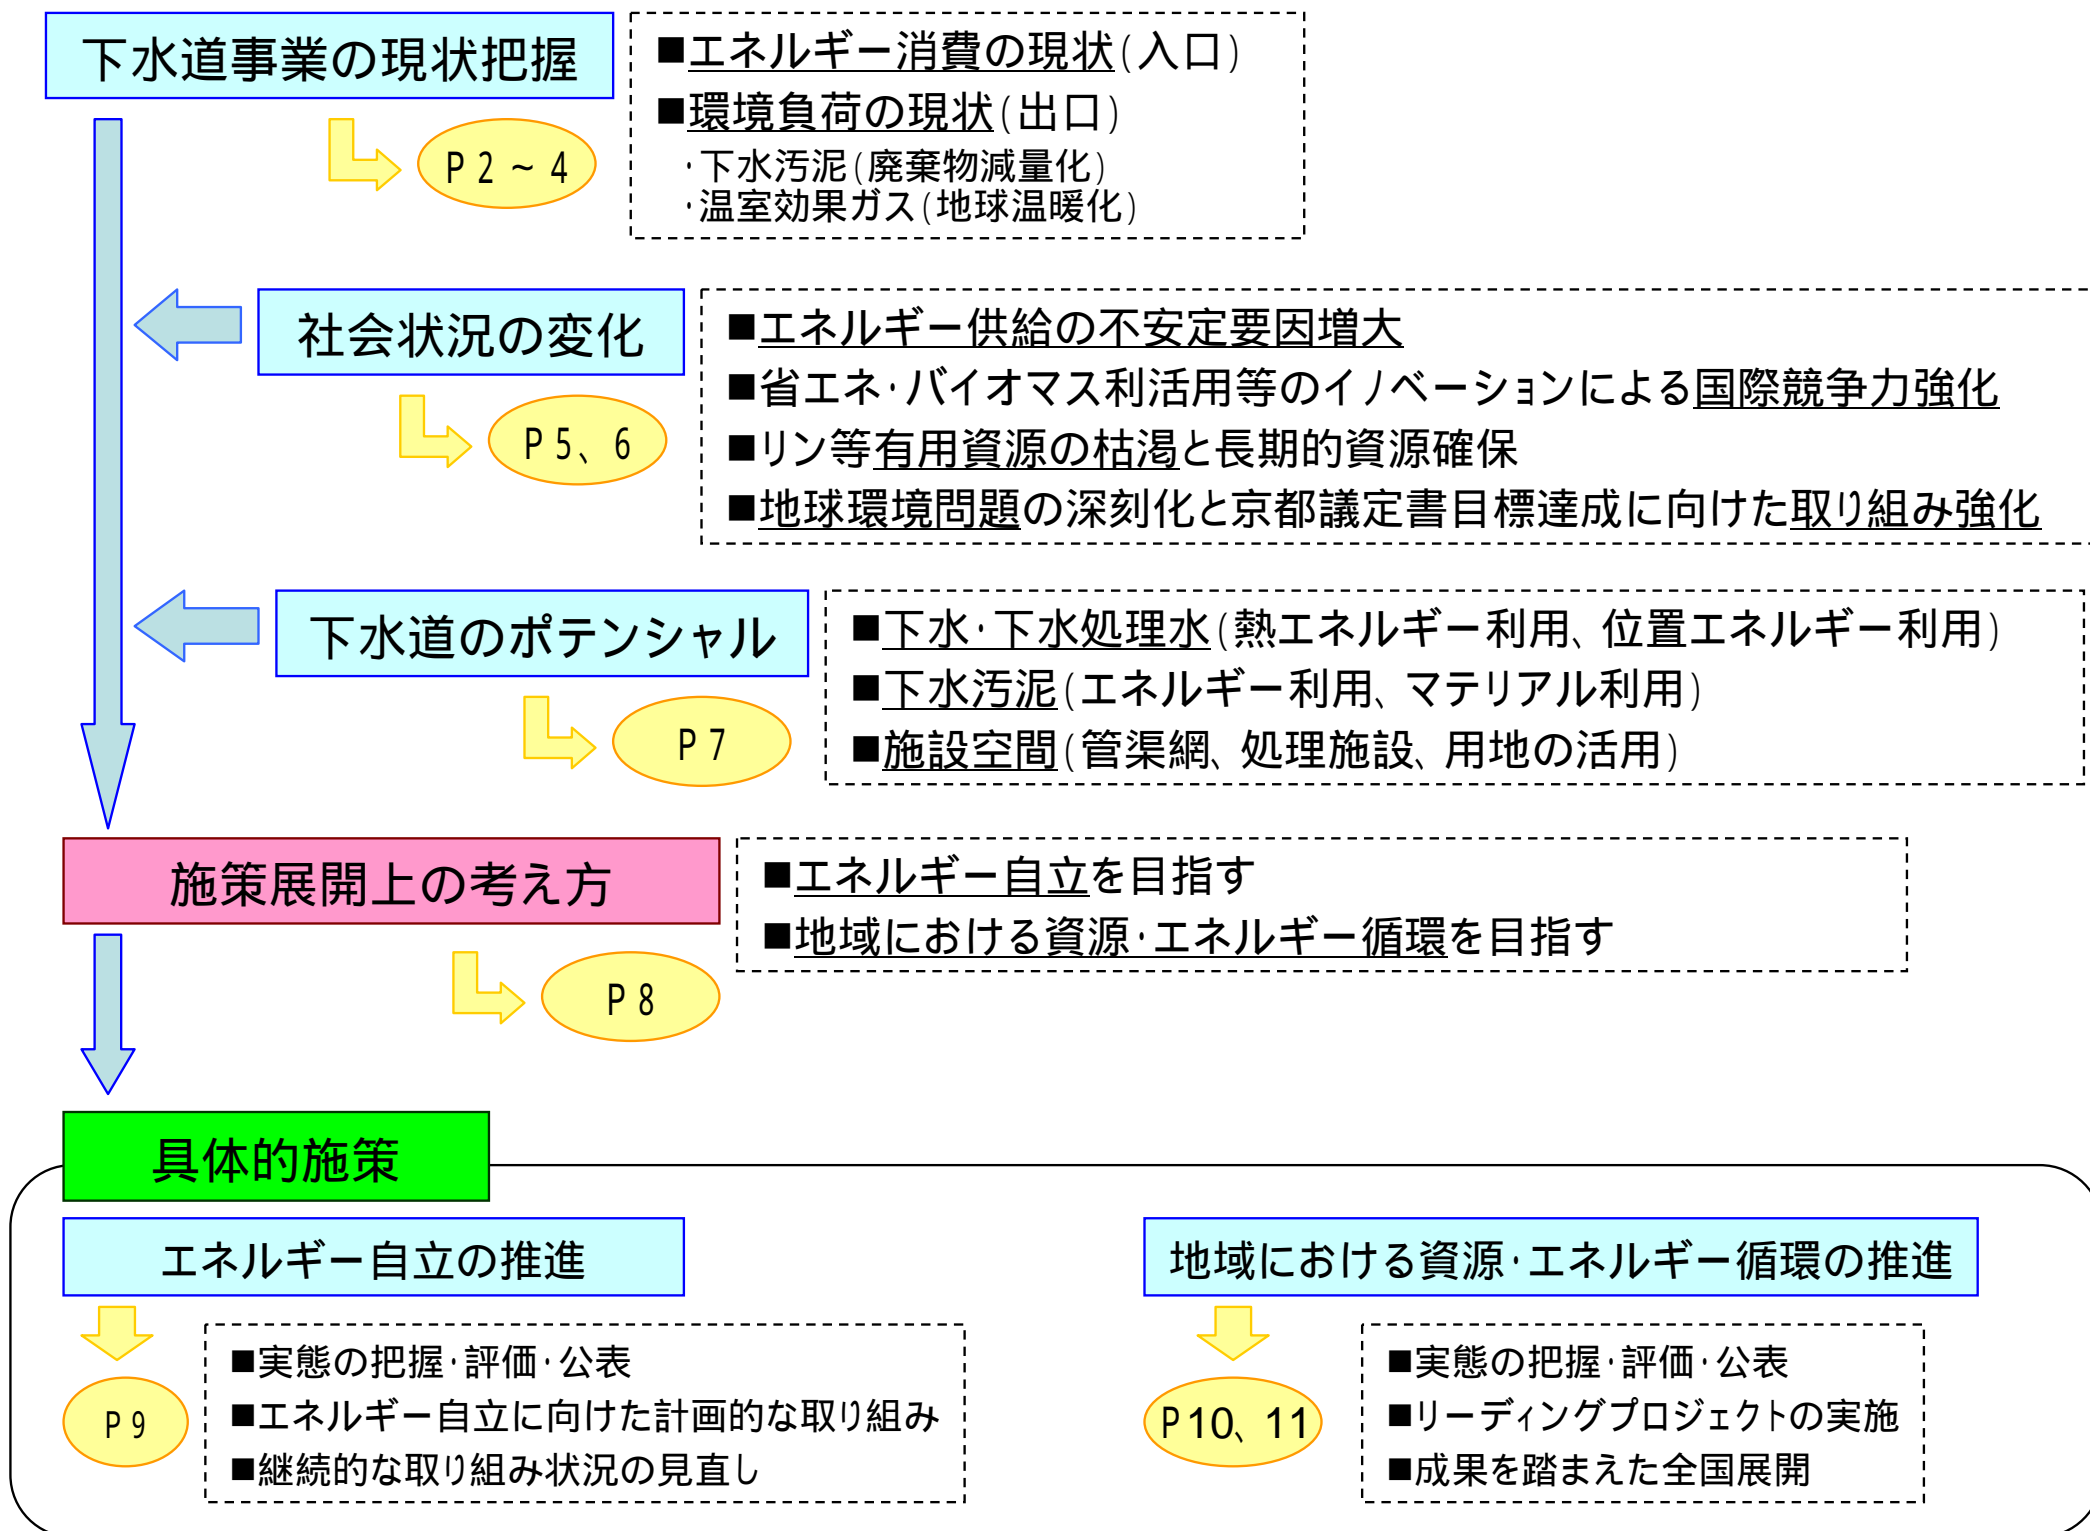 下水道事業の現状把握
■エネルギー消費の現状(入口)
■環境負荷の現状(出口)
・下水汚泥(廃棄物減量化)
・温室効果ガス(地球温暖化)
P2~4
社会状況の変化
■エネルギー供給の不安定要因増大
■省エネ・バイオマス利活用等のイノベーションによる国際競争力強化
■リン等有用資源の枯渇と長期的資源確保
■地球環境問題の深刻化と京都議定書目標達成に向けた取り組み強化
P5、6
下水道のポテンシャル
■下水・下水処理水(熱エネルギー利用、位置エネルギー利用)
■下水汚泥(エネルギー利用、マテリアル利用)
■施設空間(管渠網、処理施設、用地の活用)
P7
施策展開上の考え方
■エネルギー自立を目指す
■地域における資源・エネルギー循環を目指す
P8
具体的施策
エネルギー自立の推進
■実態の把握・評価・公表
■エネルギー自立に向けた計画的な取り組み
■継続的な取り組み状況の見直し
P9
地域における資源・エネルギー循環の推進
■実態の把握・評価・公表
■リーディングプロジェクトの実施
■成果を踏まえた全国展開
P10、11